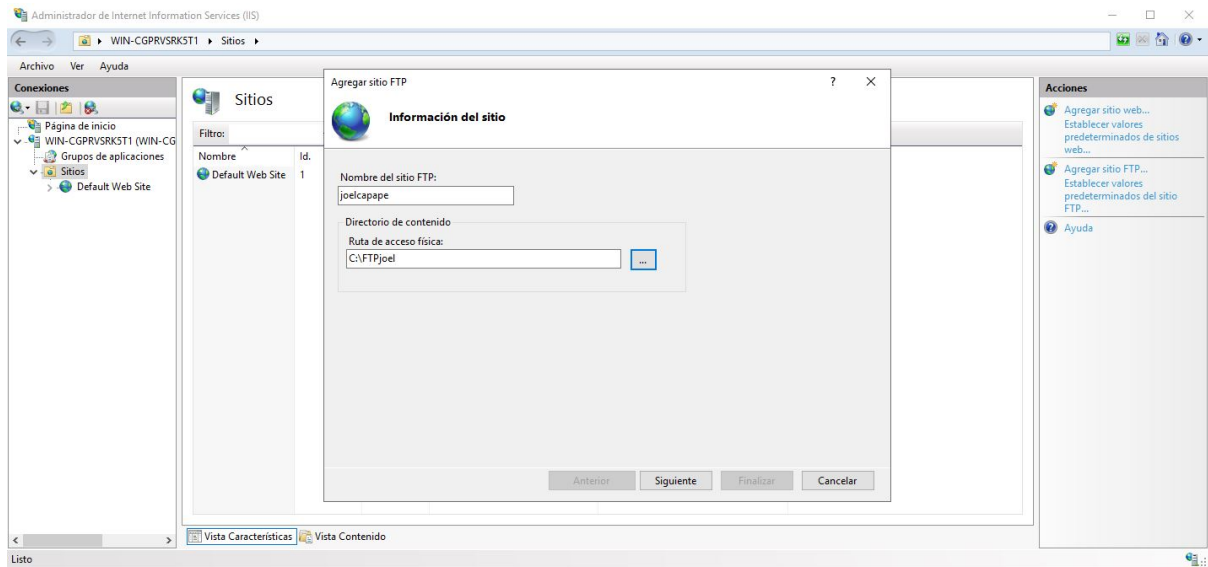 Administrador de Internet Information Services (IIS)
WIN-CGPRVSRK5T1
Sitios
Archivo Ver Ayuda
Conexiones
Página de inicio
WIN-CGPRVSRK5T1 (WIN-CG
Grupos de aplicaciones
Sitios
Default Web Site
Sitios
Filtro:
Nombre Id.
Default Web Site 1
Agregar sitio FTP
?
Información del sitio
Nombre del sitio FTP:
joelcapape
Directorio de contenido
Ruta de acceso física:
C:\FTPjoel
...
Anterior Siguiente Finalizar Cancelar
Acciones
Agregar sitio web...
Establecer valores
predeterminados de sitios
web...
Agregar sitio FTP...
Establecer valores
predeterminados del sitio
FTP...
Ayuda
Vista Características Vista Contenido
Listo